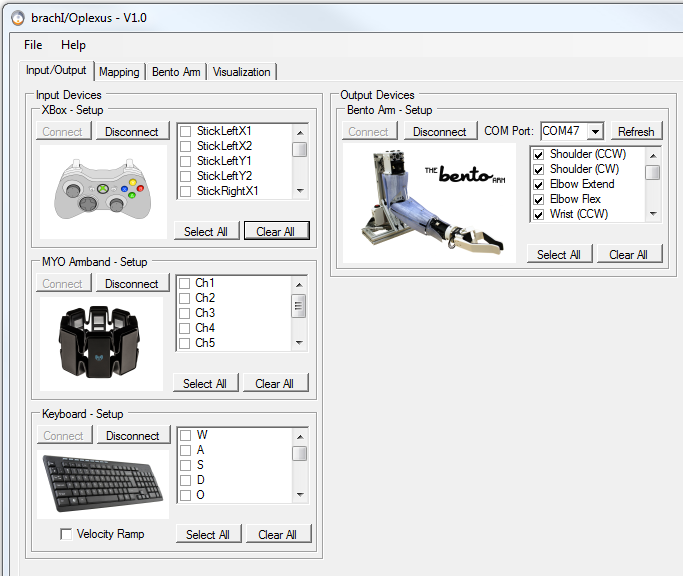 brachI/Oplexus - V1.0
File Help
Input/Output Mapping Bento Arm Visualization
Input Devices
XBox - Setup
Connect Disconnect
StickLeftX1
StickLeftX2
StickLeftY1
StickLeftY2
StickRightX1
Select All Clear All
MYO Armband - Setup
Connect Disconnect
Ch1
Ch2
Ch3
Ch4
Ch5
Select All Clear All
Keyboard - Setup
Connect Disconnect
W
A
S
D
O
Velocity Ramp
Select All Clear All
Output Devices
Bento Arm - Setup
Connect Disconnect COM Port: COM47 Refresh
THE bento ARM
Shoulder (CCW)
Shoulder (CW)
Elbow Extend
Elbow Flex
Wrist (CCW)
Select All Clear All